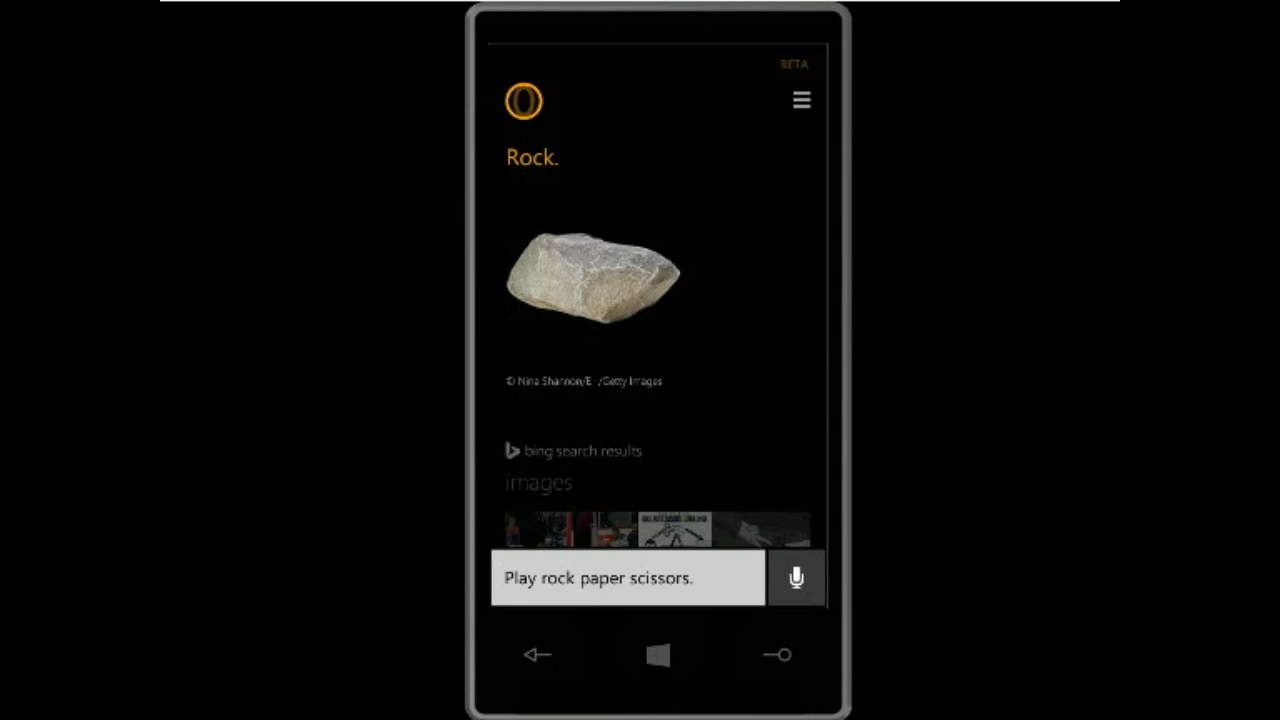 BETA
Rock.
© Nina Shannon/E /Getty Images
bing search results
images
Play rock paper scissors.